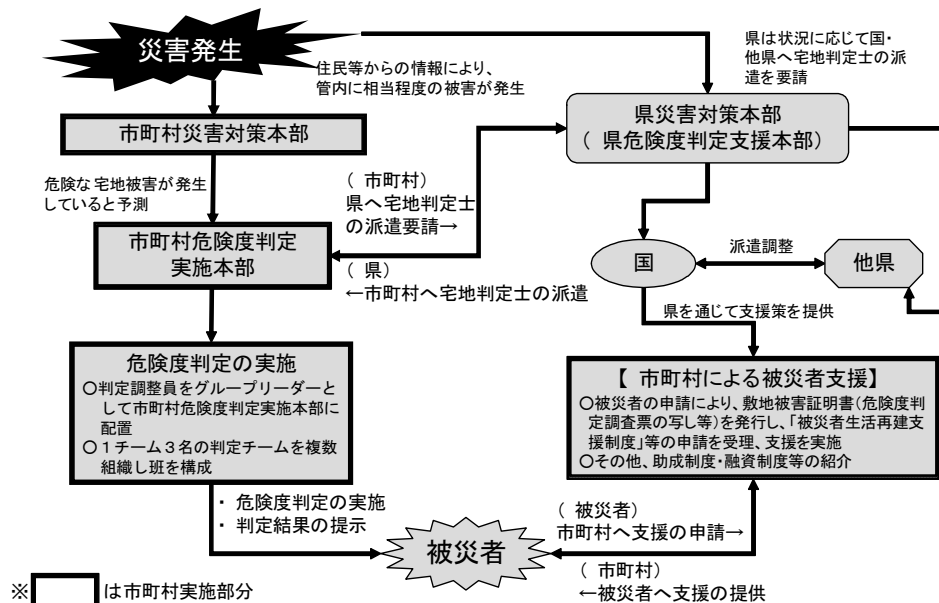 災害発生
県は状況に応じて国・
他県へ宅地判定士の派
遣を要請
住民等からの情報により、
管内に相当程度の被害が発生
市町村災害対策本部
県災害対策本部
( 県危険度判定支援本部)
危険な宅地被害が発生
していると予測
( 市町村)
県へ宅地判定士
の派遣要請→
市町村危険度判定
実施本部
( 県)
←市町村へ宅地判定士の派遣
国
派遣調整
他県
県を通じて支援策を提供
危険度判定の実施
○判定調整員をグループリーダーと
して市町村危険度判定実施本部に
配置
○１チーム３名の判定チームを複数
組織し班を構成
【 市町村による被災者支援】
○被災者の申請により、敷地被害証明書(危険度判
定調査票の写し等)を発行し、「被災者生活再建支
援制度」等の申請を受理、支援を実施
○その他、助成制度・融資制度等の紹介
・ 危険度判定の実施
・ 判定結果の提示
( 被災者)
市町村へ支援の申請→
被災者
( 市町村)
←被災者へ支援の提供
※ は市町村実施部分